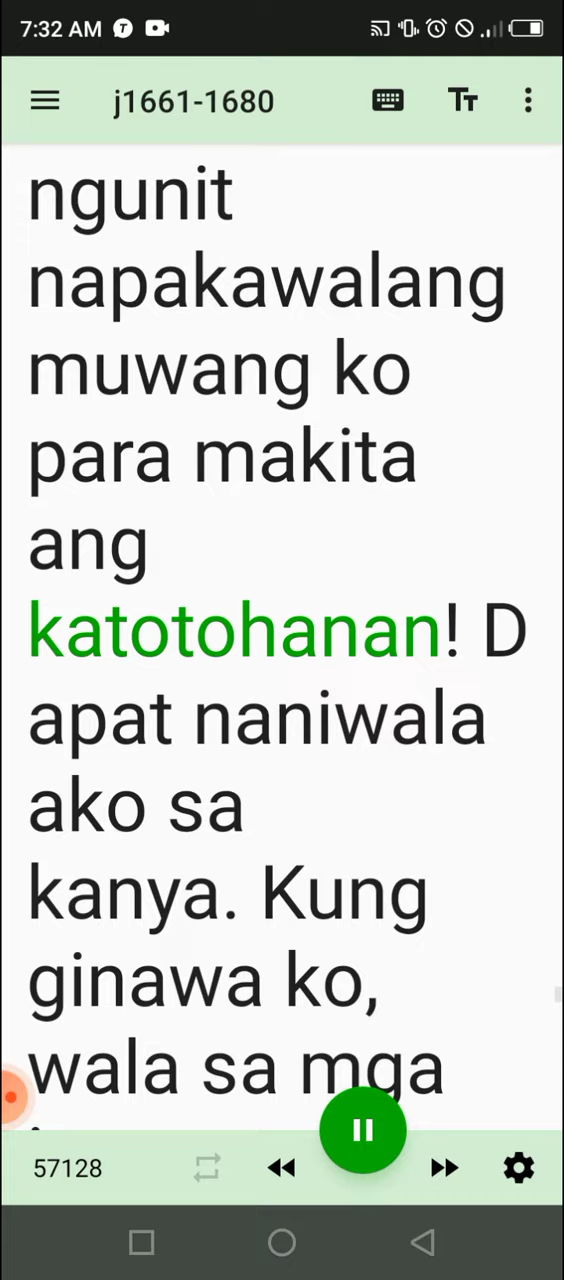 7:32 AM
j1661-1680
Tт
ngunit
napakawalang
muwang ko
para makita
ang
katotohanan! D
apat naniwala
ako sa
kanya. Kung
ginawa ko,
wala sa mga
57128